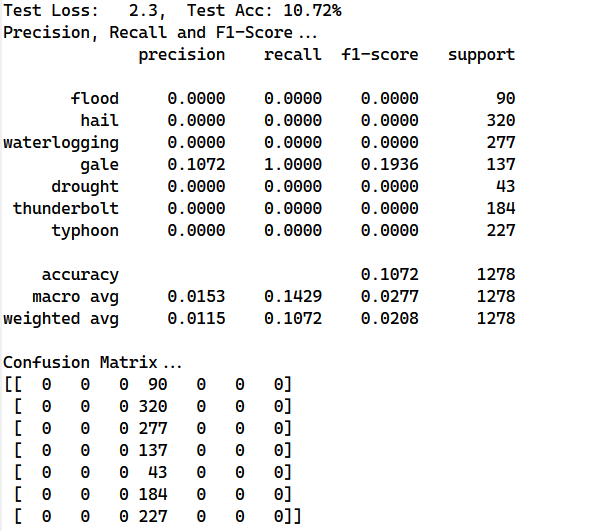 Test Loss:   2.3,  Test Acc: 10.72%
Precision, Recall and F1-Score...
              precision    recall  f1-score   support

       flood     0.0000    0.0000    0.0000        90
        hail     0.0000    0.0000    0.0000       320
waterlogging     0.0000    0.0000    0.0000       277
        gale     0.1072    1.0000    0.1936       137
     drought     0.0000    0.0000    0.0000        43
 thunderbolt     0.0000    0.0000    0.0000       184
     typhoon     0.0000    0.0000    0.0000       227

    accuracy                         0.1072      1278
   macro avg     0.0153    0.1429    0.0277      1278
weighted avg     0.0115    0.1072    0.0208      1278

Confusion Matrix...
[[  0   0   0  90   0   0   0]
 [  0   0   0 320   0   0   0]
 [  0   0   0 277   0   0   0]
 [  0   0   0 137   0   0   0]
 [  0   0   0  43   0   0   0]
 [  0   0   0 184   0   0   0]
 [  0   0   0 227   0   0   0]]